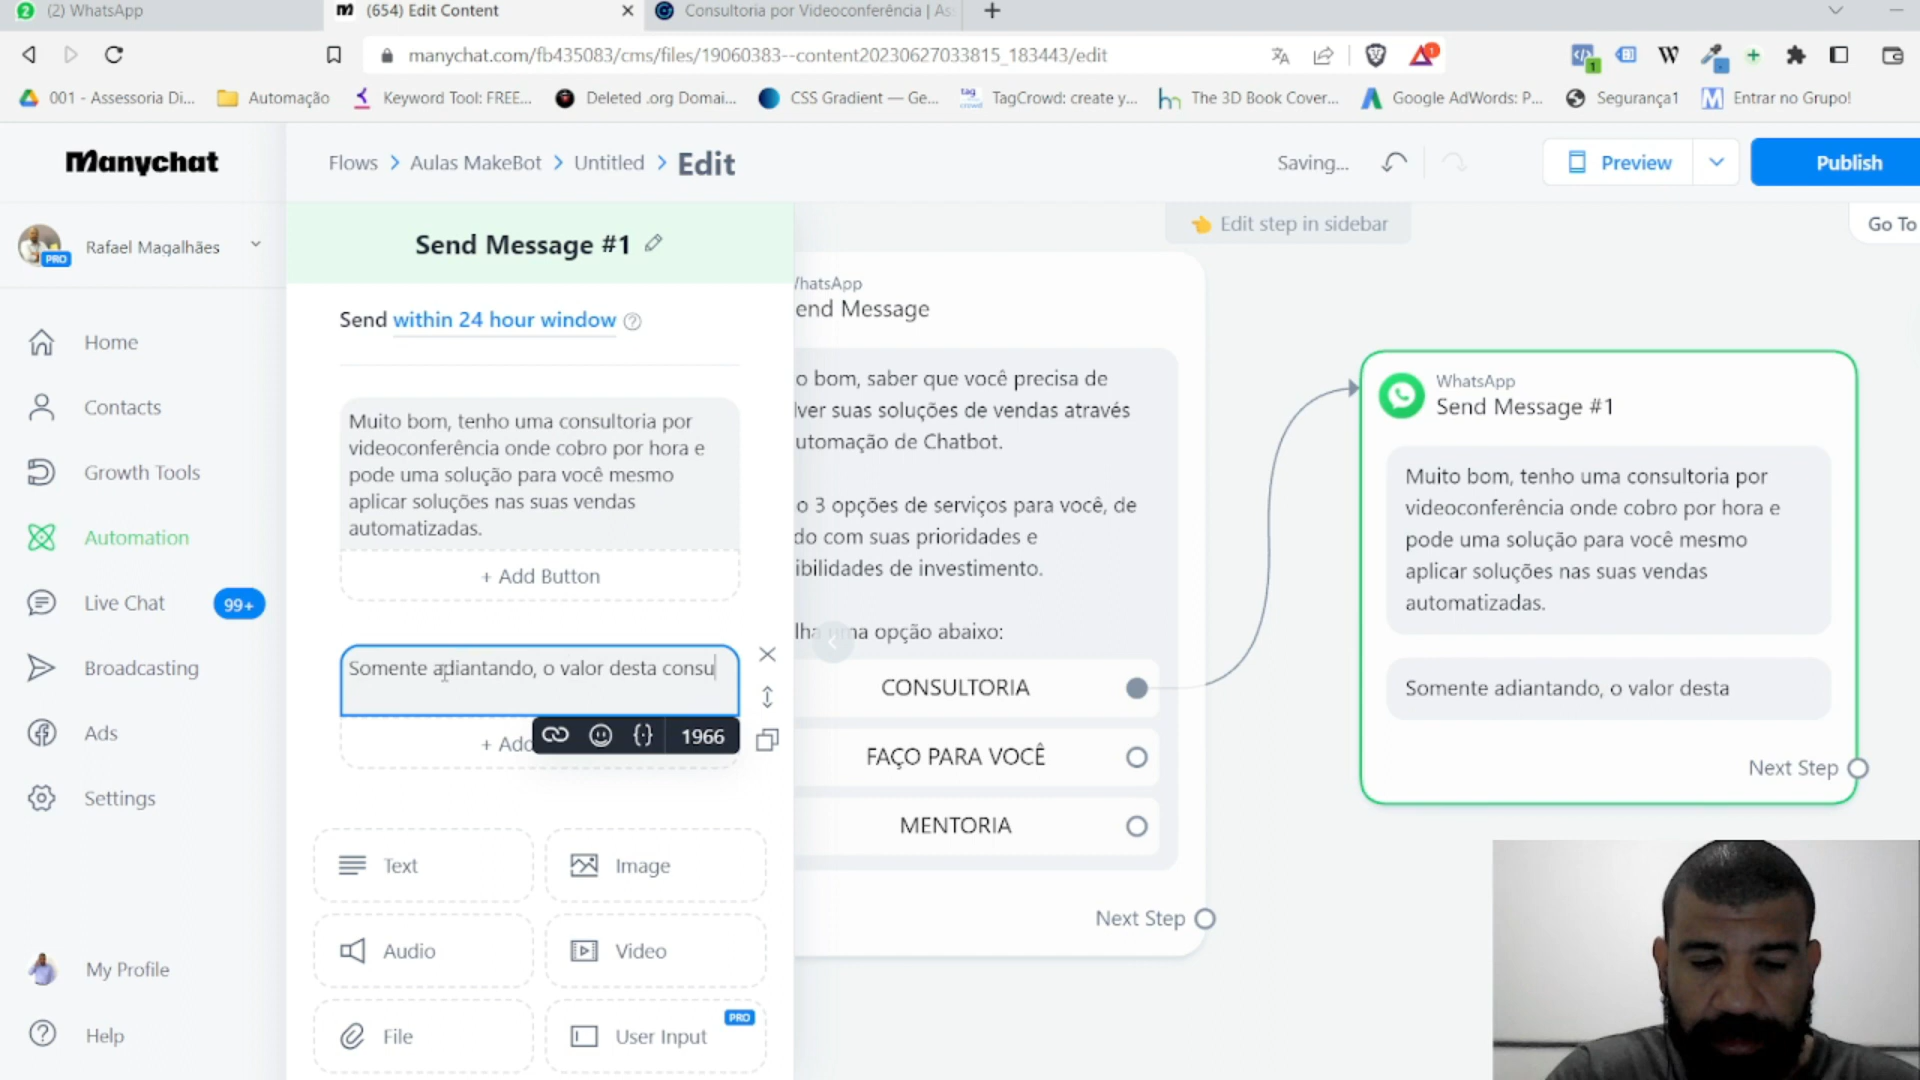 (2) WhatsApp
(654) Edit Content
Consultoria por Videoconferência | As
manychat.com/fb435083/cms/files/19060383--content20230627033815_183443/edit
001 - Assessoria Di...
Automação
Keyword Tool: FREE...
Deleted .org Domai...
CSS Gradient — Ge...
TagCrowd: create y...
The 3D Book Cover...
Google AdWords: P...
Segurança1
Entrar no Grupo!
Manychat
Flows > Aulas MakeBot > Untitled > Edit
Saving...
Preview
Publish
Rafael Magalhães
PRO
Home
Contacts
Growth Tools
Automation
Live Chat
99+
Broadcasting
Ads
Settings
My Profile
Help
Send Message #1
Send within 24 hour window
Muito bom, tenho uma consultoria por
videoconferência onde cobro por hora e
pode uma solução para você mesmo
aplicar soluções nas suas vendas
automatizadas.
+ Add Button
Somente adiantando, o valor desta consu
+ Add
1966
Text
Image
Audio
Video
File
User Input
PRO
Edit step in sidebar
Go To
hatsApp
end Message
o bom, saber que você precisa de
lver suas soluções de vendas através
utomação de Chatbot.
o 3 opções de serviços para você, de
do com suas prioridades e
ibilidades de investimento.
lha uma opção abaixo:
CONSULTORIA
FAÇO PARA VOCÊ
MENTORIA
Next Step
WhatsApp
Send Message #1
Muito bom, tenho uma consultoria por
videoconferência onde cobro por hora e
pode uma solução para você mesmo
aplicar soluções nas suas vendas
automatizadas.
Somente adiantando, o valor desta
Next Step